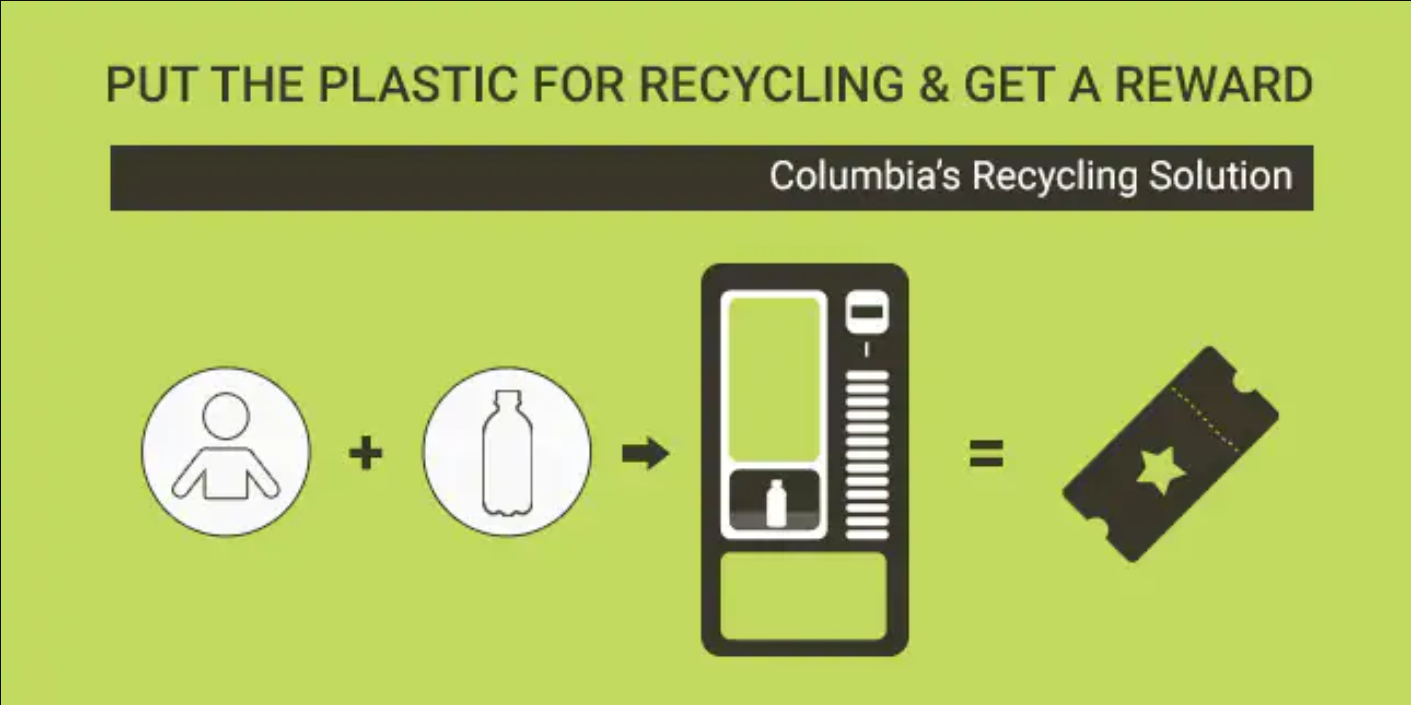 PUT THE PLASTIC FOR RECYCLING & GET A REWARD
Columbia's Recycling Solution